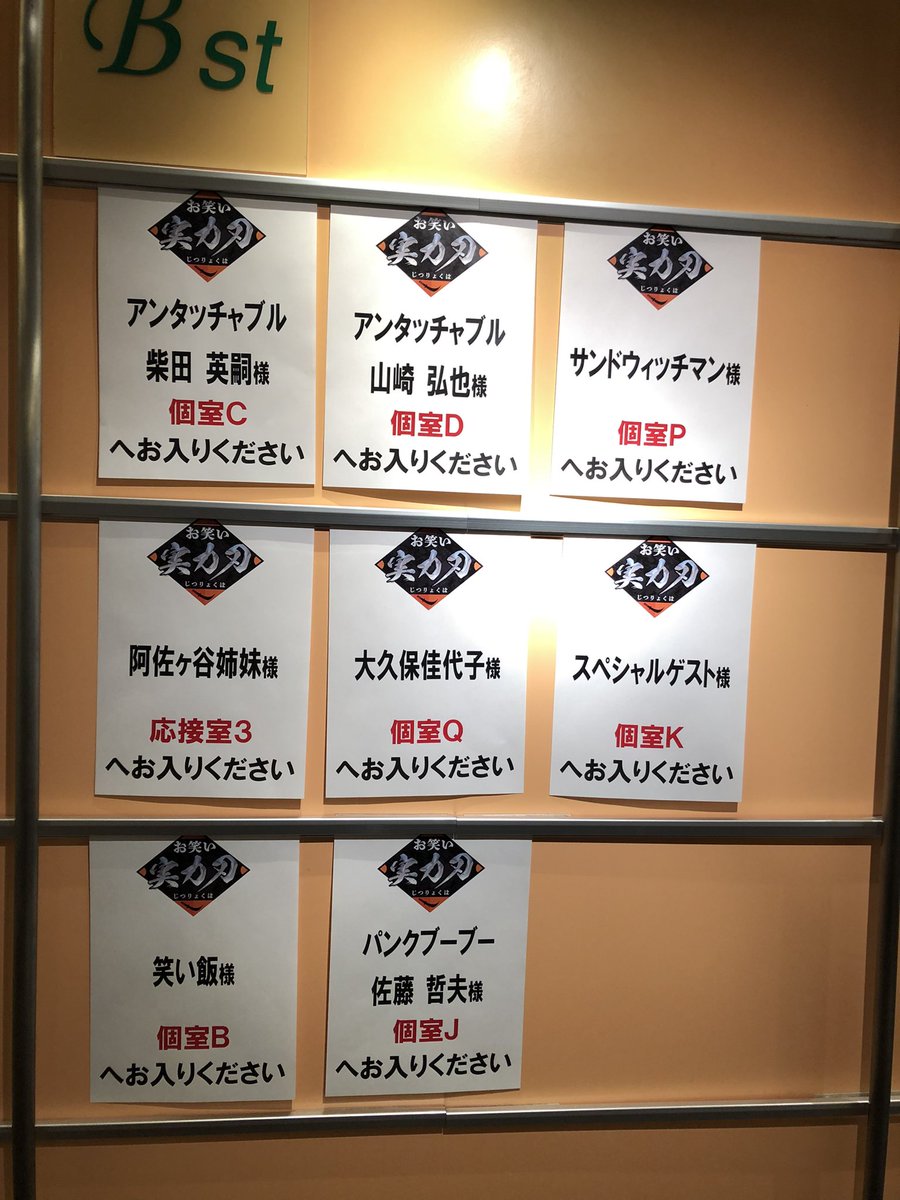 B st
お笑い
実力刃
じつりょくは
アンタッチャブル
柴田 英嗣様
個室C
へお入りください
お笑い
実力刃
じつりょくは
アンタッチャブル
山崎 弘也様
個室D
へお入りください
お笑い
実力刃
じつりょくは
サンドウィッチマン様
個室P
へお入りください
お笑い
実力刃
じつりょくは
阿佐ヶ谷姉妹様
応接室3
へお入りください
お笑い
実力刃
じつりょくは
大久保佳代子様
個室Q
へお入りください
お笑い
実力刃
じつりょくは
スペシャルゲスト様
個室K
へお入りください
お笑い
実力刃
じつりょくは
笑い飯様
個室B
へお入りください
お笑い
実力刃
じつりょくは
パンクブーブー
佐藤 哲夫様
個室J
へお入りください